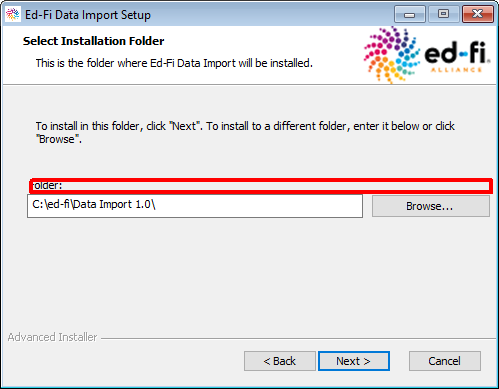 Ed-Fi Data Import Setup
Select Installation Folder
This is the folder where Ed-Fi Data Import will be installed.
ed-fi
ALLIANCE
To install in this folder, click "Next". To install to a different folder, enter it below or click
"Browse".
Folder:
C:\ed-fi\Data Import 1.0\
Browse...
Advanced Installer
< Back
Next >
Cancel